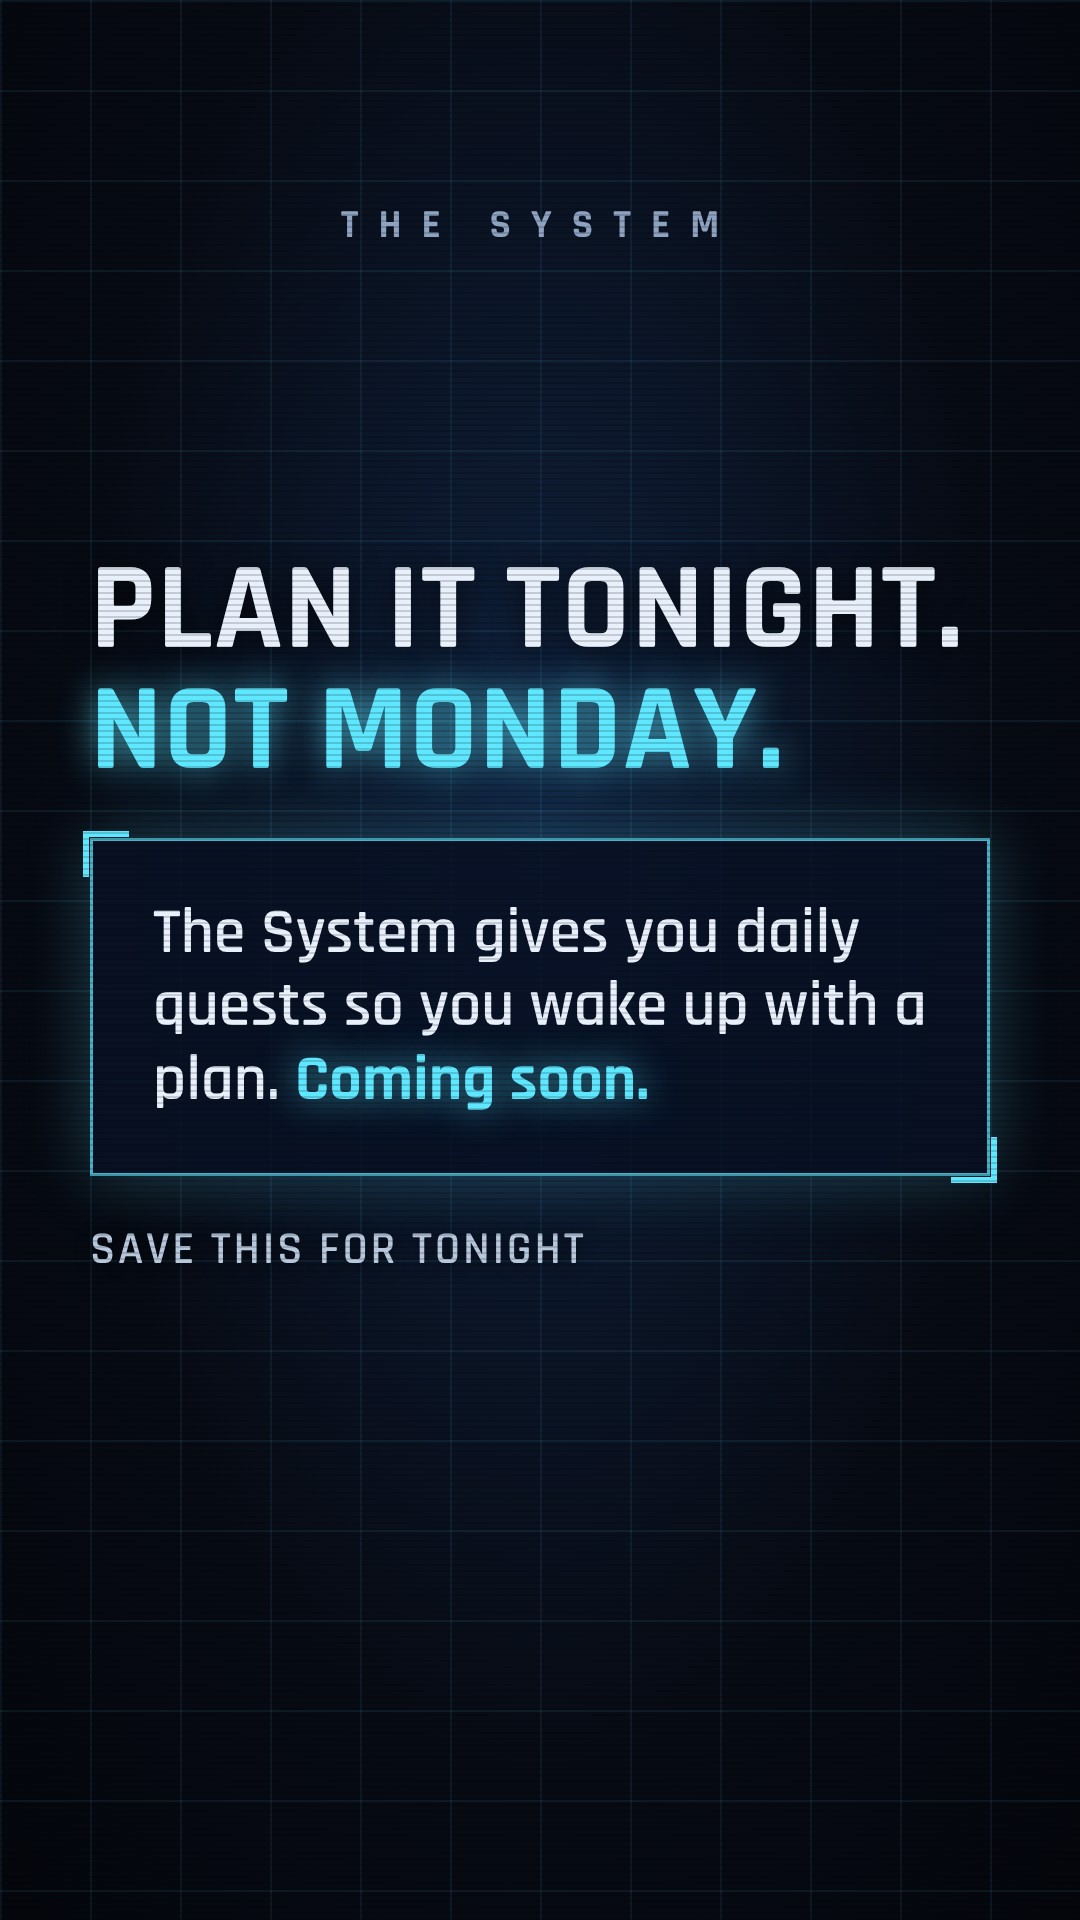 THE SYSTEM
PLAN IT TONIGHT.
NOT MONDAY.
The System gives you daily
quests so you wake up with a
plan. Coming soon.
SAVE THIS FOR TONIGHT